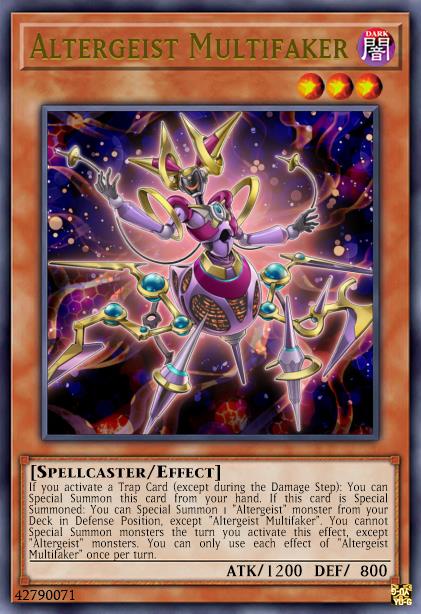 ALTERGEIST MULTIFAKER
DARK
闇
[SPELLCASTER/EFFECT]
If you activate a Trap Card (except during the Damage Step): You can
Special Summon this card from your hand. If this card is Special
Summoned: You can Special Summon 1 "Altergeist" monster from your
Deck in Defense Position, except "Altergeist Multifaker". You cannot
Special Summon monsters the turn you activate this effect, except
"Altergeist" monsters. You can only use each effect of "Altergeist
Multifaker" once per turn.
ATK/1200 DEF/ 800
42790071